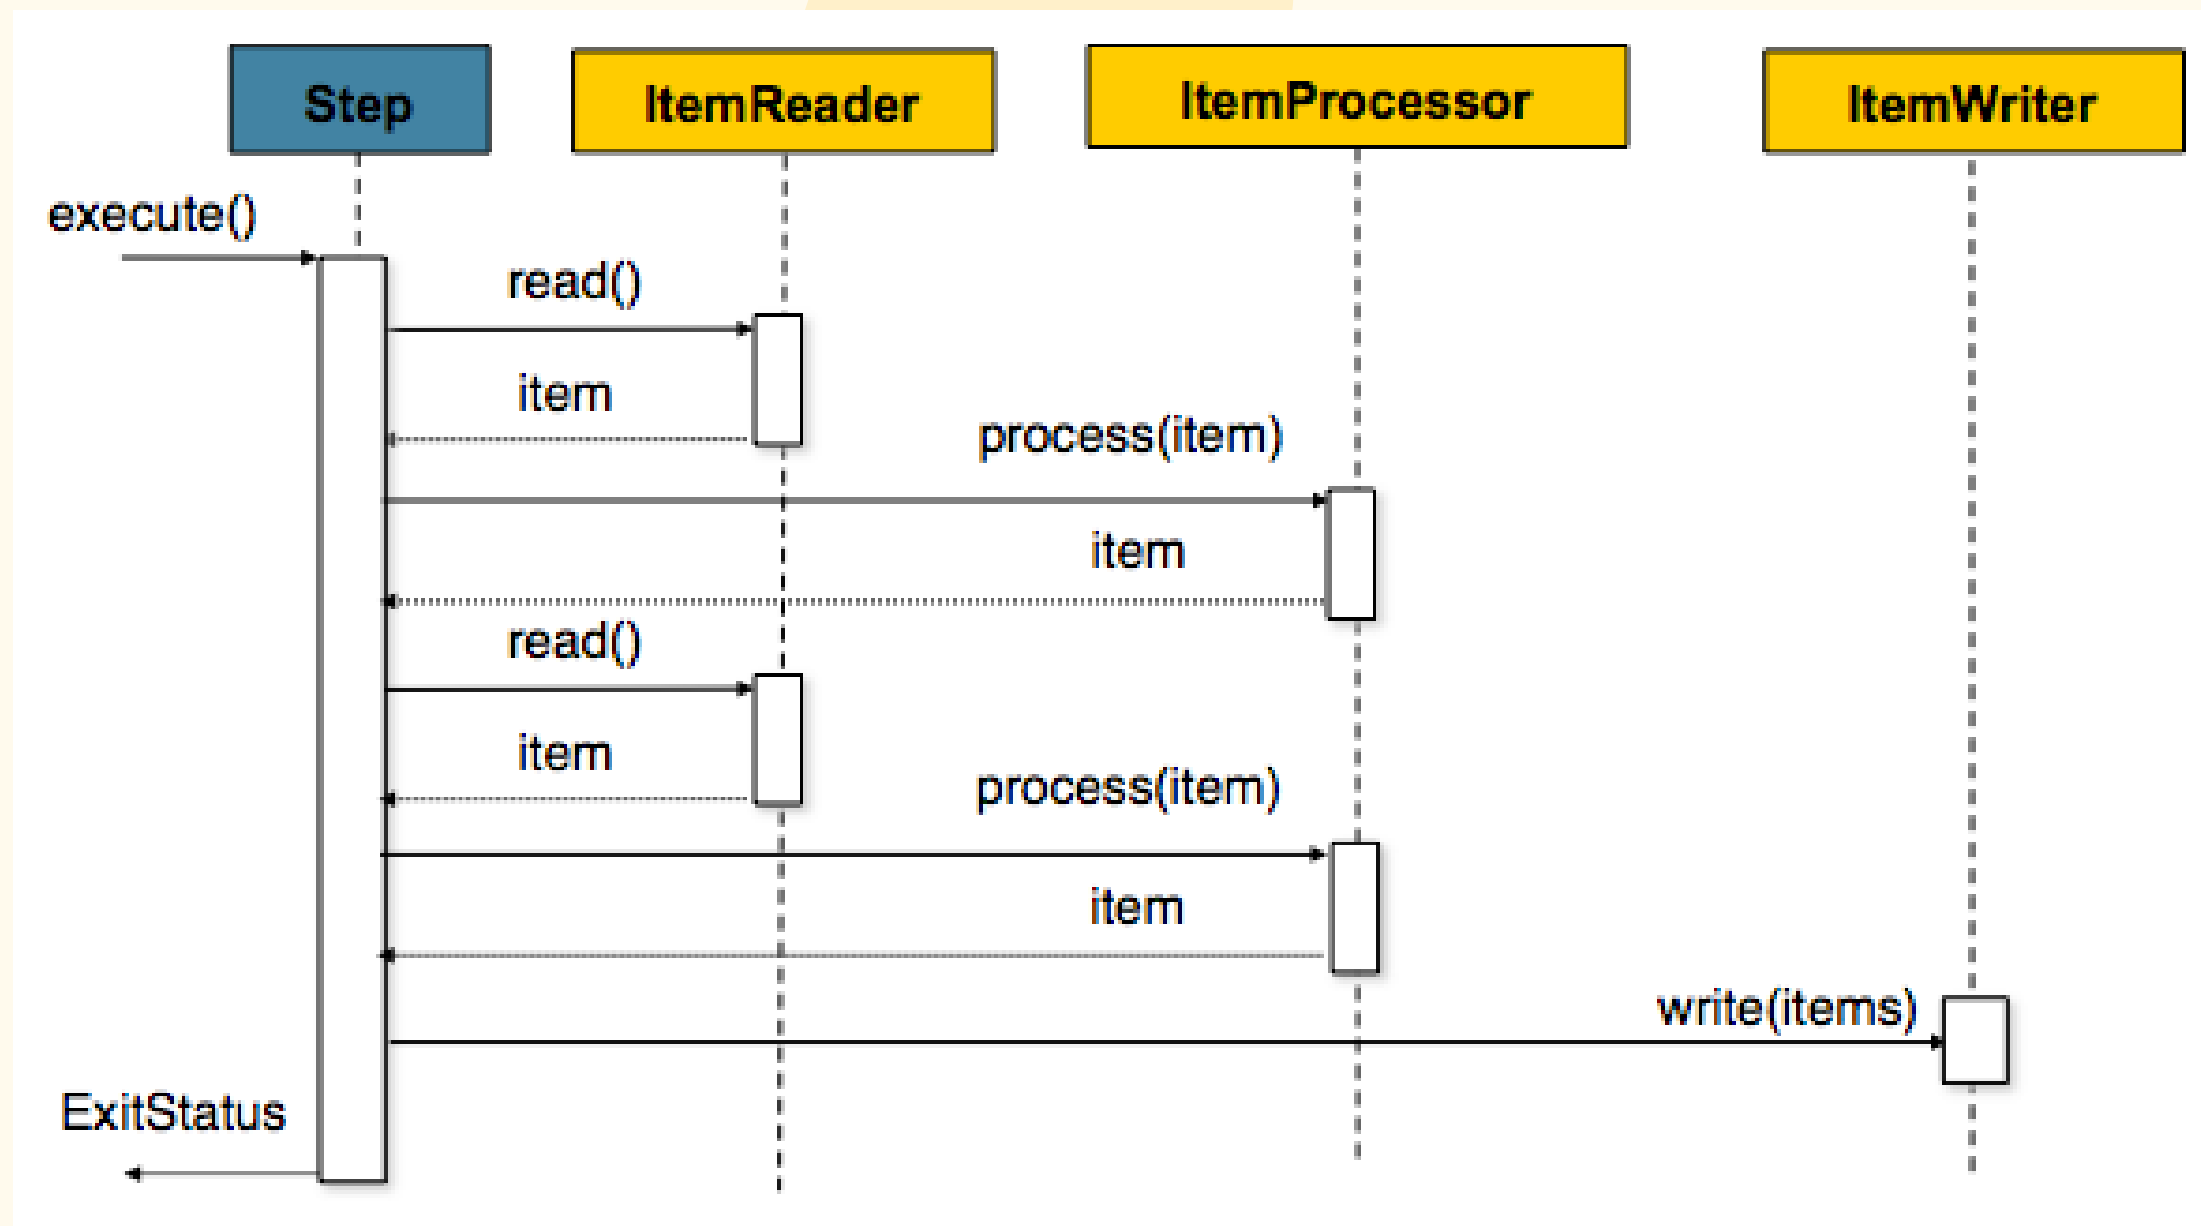 Step
ItemReader
ItemProcessor
ItemWriter
execute()
read()
item
process(item)
item
read()
item
process(item)
item
write(items)
ExitStatus